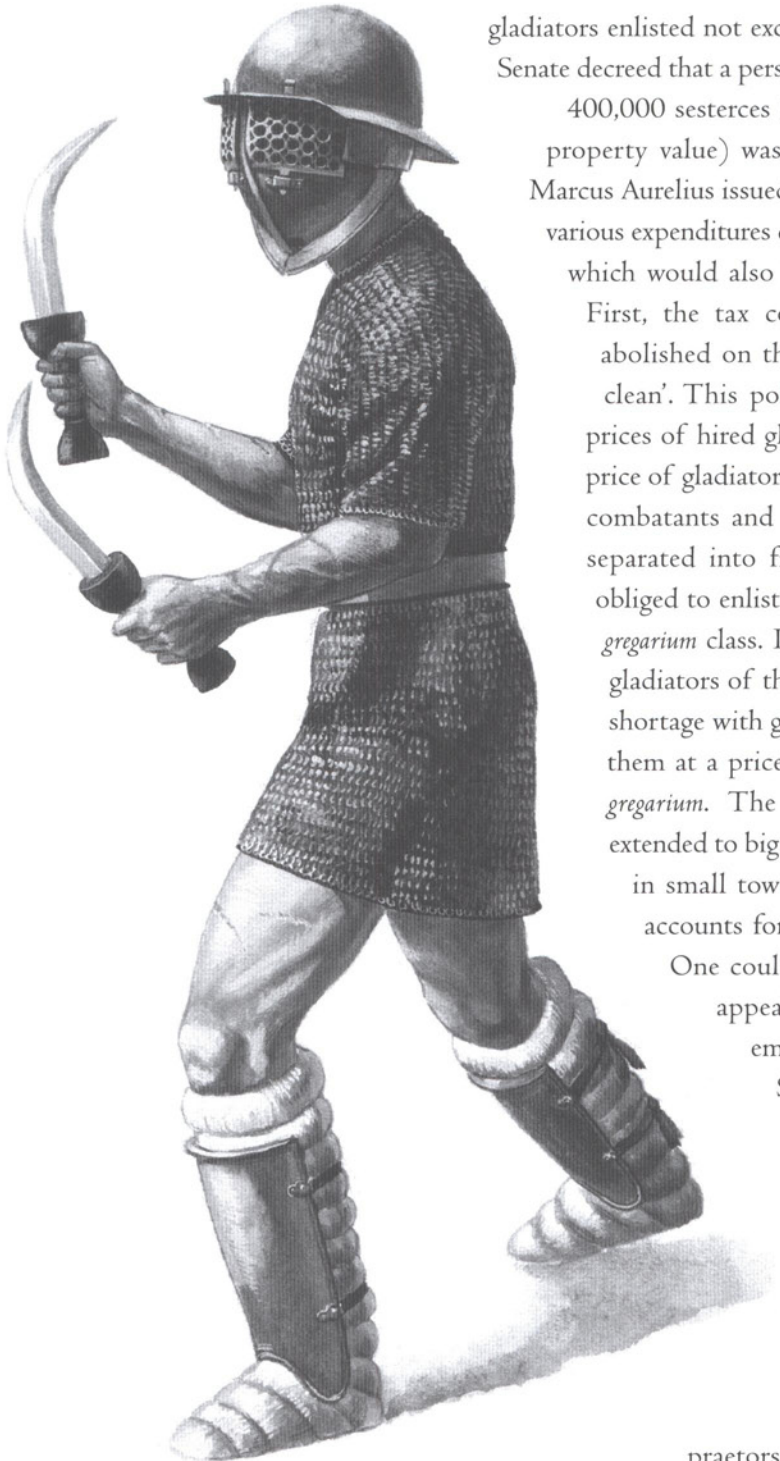 gladiators enlisted not exc
Senate decreed that a pers
400,000 sesterces
property value) was
Marcus Aurelius issued
various expenditures
which would also
First, the tax co
abolished on th
clean'. This po
prices of hired gl
price of gladiator
combatants and
separated into f
obliged to enlist
gregarium class. I
gladiators of th
shortage with g
them at a price
gregarium. The
extended to big
in small tow
accounts for
One coul
appea
em
S
praetors